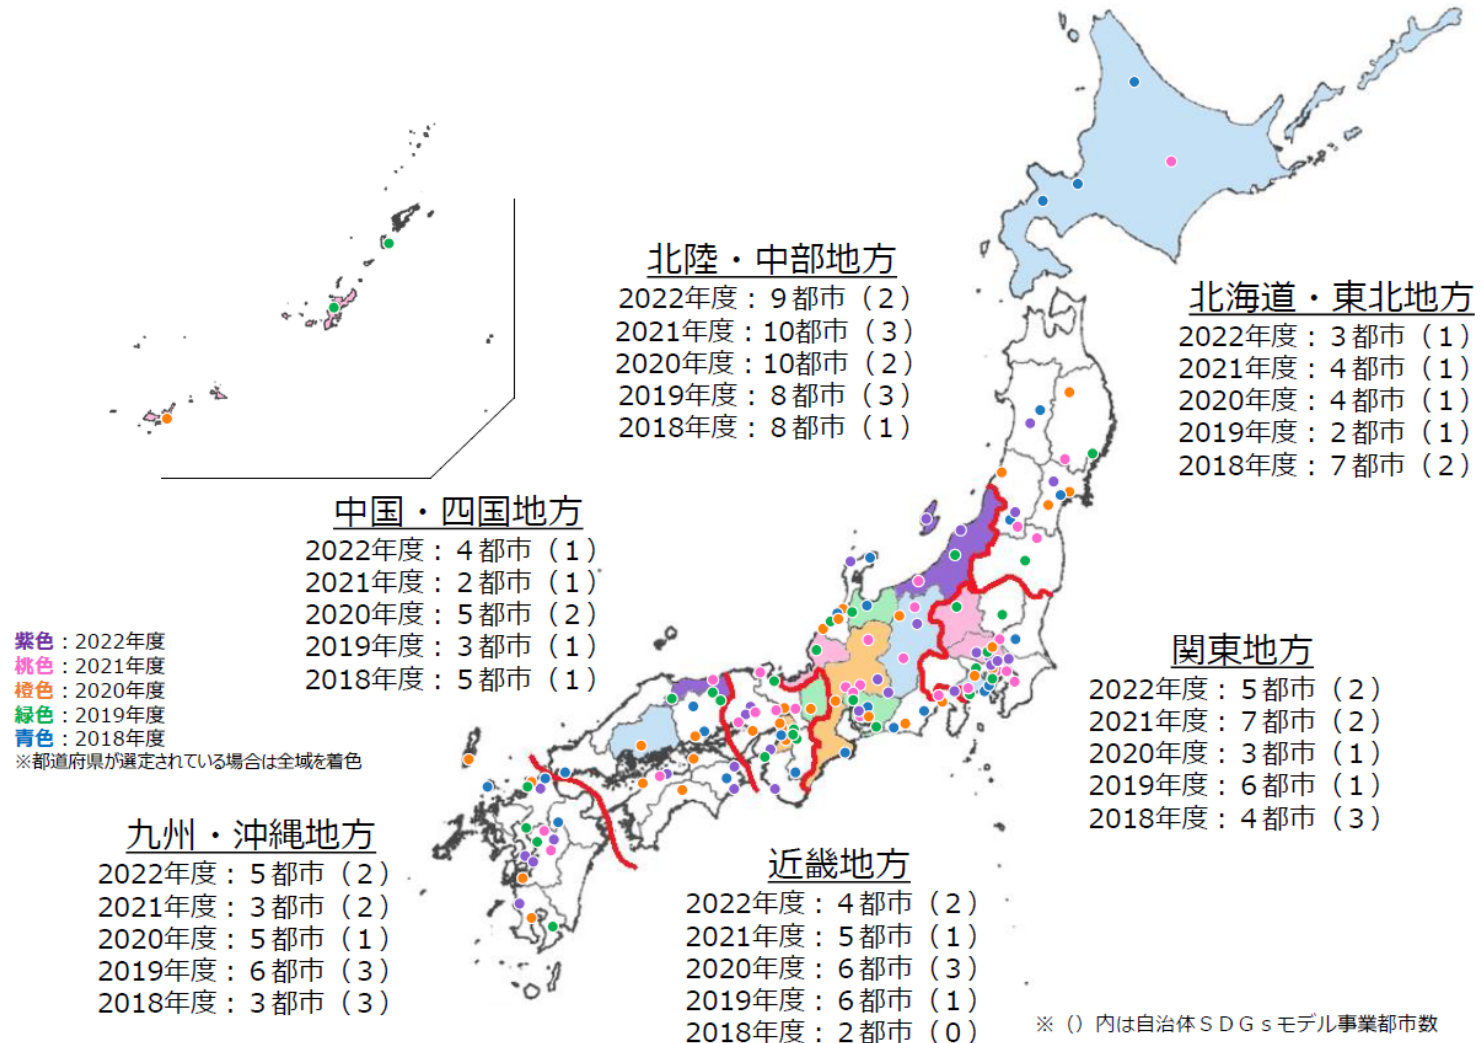 北陸・中部地方
2022年度：９都市（２）
2021年度：10都市（３）
2020年度：10都市（２）
2019年度：８都市（３）
2018年度：８都市（１）
北海道・東北地方
2022年度：３都市（１）
2021年度：４都市（１）
2020年度：４都市（１）
2019年度：２都市（１）
2018年度：７都市（２）
中国・四国地方
2022年度：４都市（１）
2021年度：２都市（１）
2020年度：５都市（２）
2019年度：３都市（１）
2018年度：５都市（１）
紫色：2022年度
桃色：2021年度
橙色：2020年度
緑色：2019年度
青色：2018年度
※都道府県が選定されている場合は全域を着色
関東地方
2022年度：５都市（２）
2021年度：７都市（２）
2020年度：３都市（１）
2019年度：６都市（１）
2018年度：４都市（３）
九州・沖縄地方
2022年度：５都市（２）
2021年度：３都市（２）
2020年度：５都市（１）
2019年度：６都市（３）
2018年度：３都市（３）
近畿地方
2022年度：４都市（２）
2021年度：５都市（１）
2020年度：６都市（３）
2019年度：６都市（１）
2018年度：２都市（０）
※（）内は自治体ＳＤＧｓモデル事業都市数